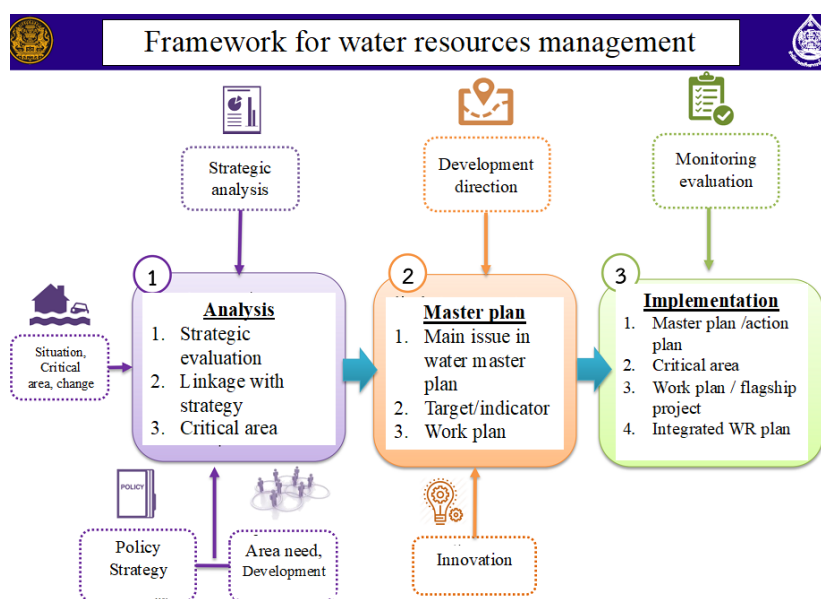 Framework for water resources management
Strategic
analysis
Development
direction
Monitoring
evaluation
1
2
3
Situation,
Critical
area, change
Analysis
1. Strategic
evaluation
2. Linkage with
strategy
3. Critical area
Master plan
1. Main issue in
water master
plan
2. Target/indicator
3. Work plan
Implementation
1. Master plan /action
plan
2. Critical area
3. Work plan / flagship
project
4. Integrated WR plan
POLICY
Policy
Strategy
Area need,
Development
Innovation